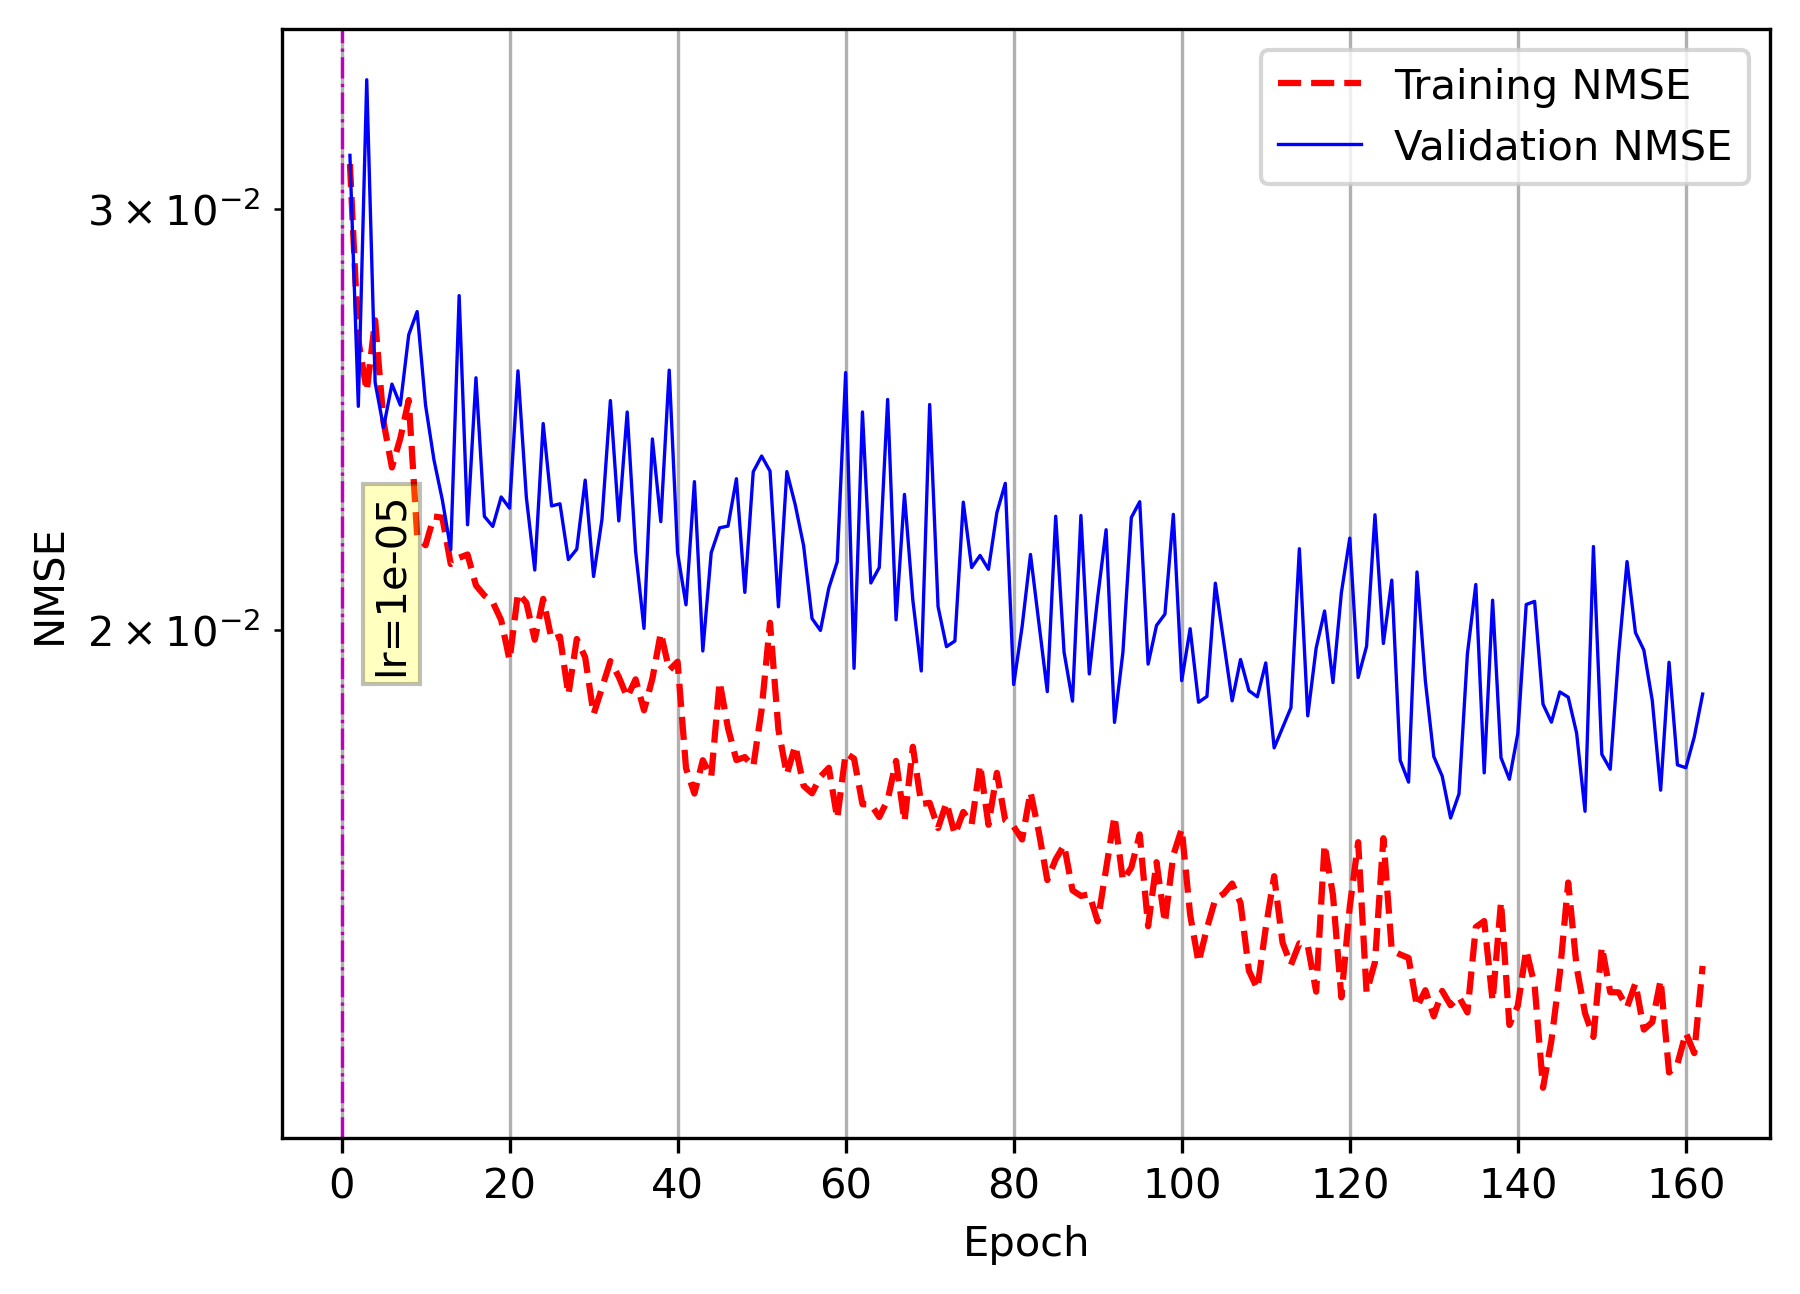 Training NMSE
Validation NMSE
3 × 10⁻²
2 × 10⁻²
NMSE
lr=1e-05
0 20 40 60 80 100 120 140 160
Epoch